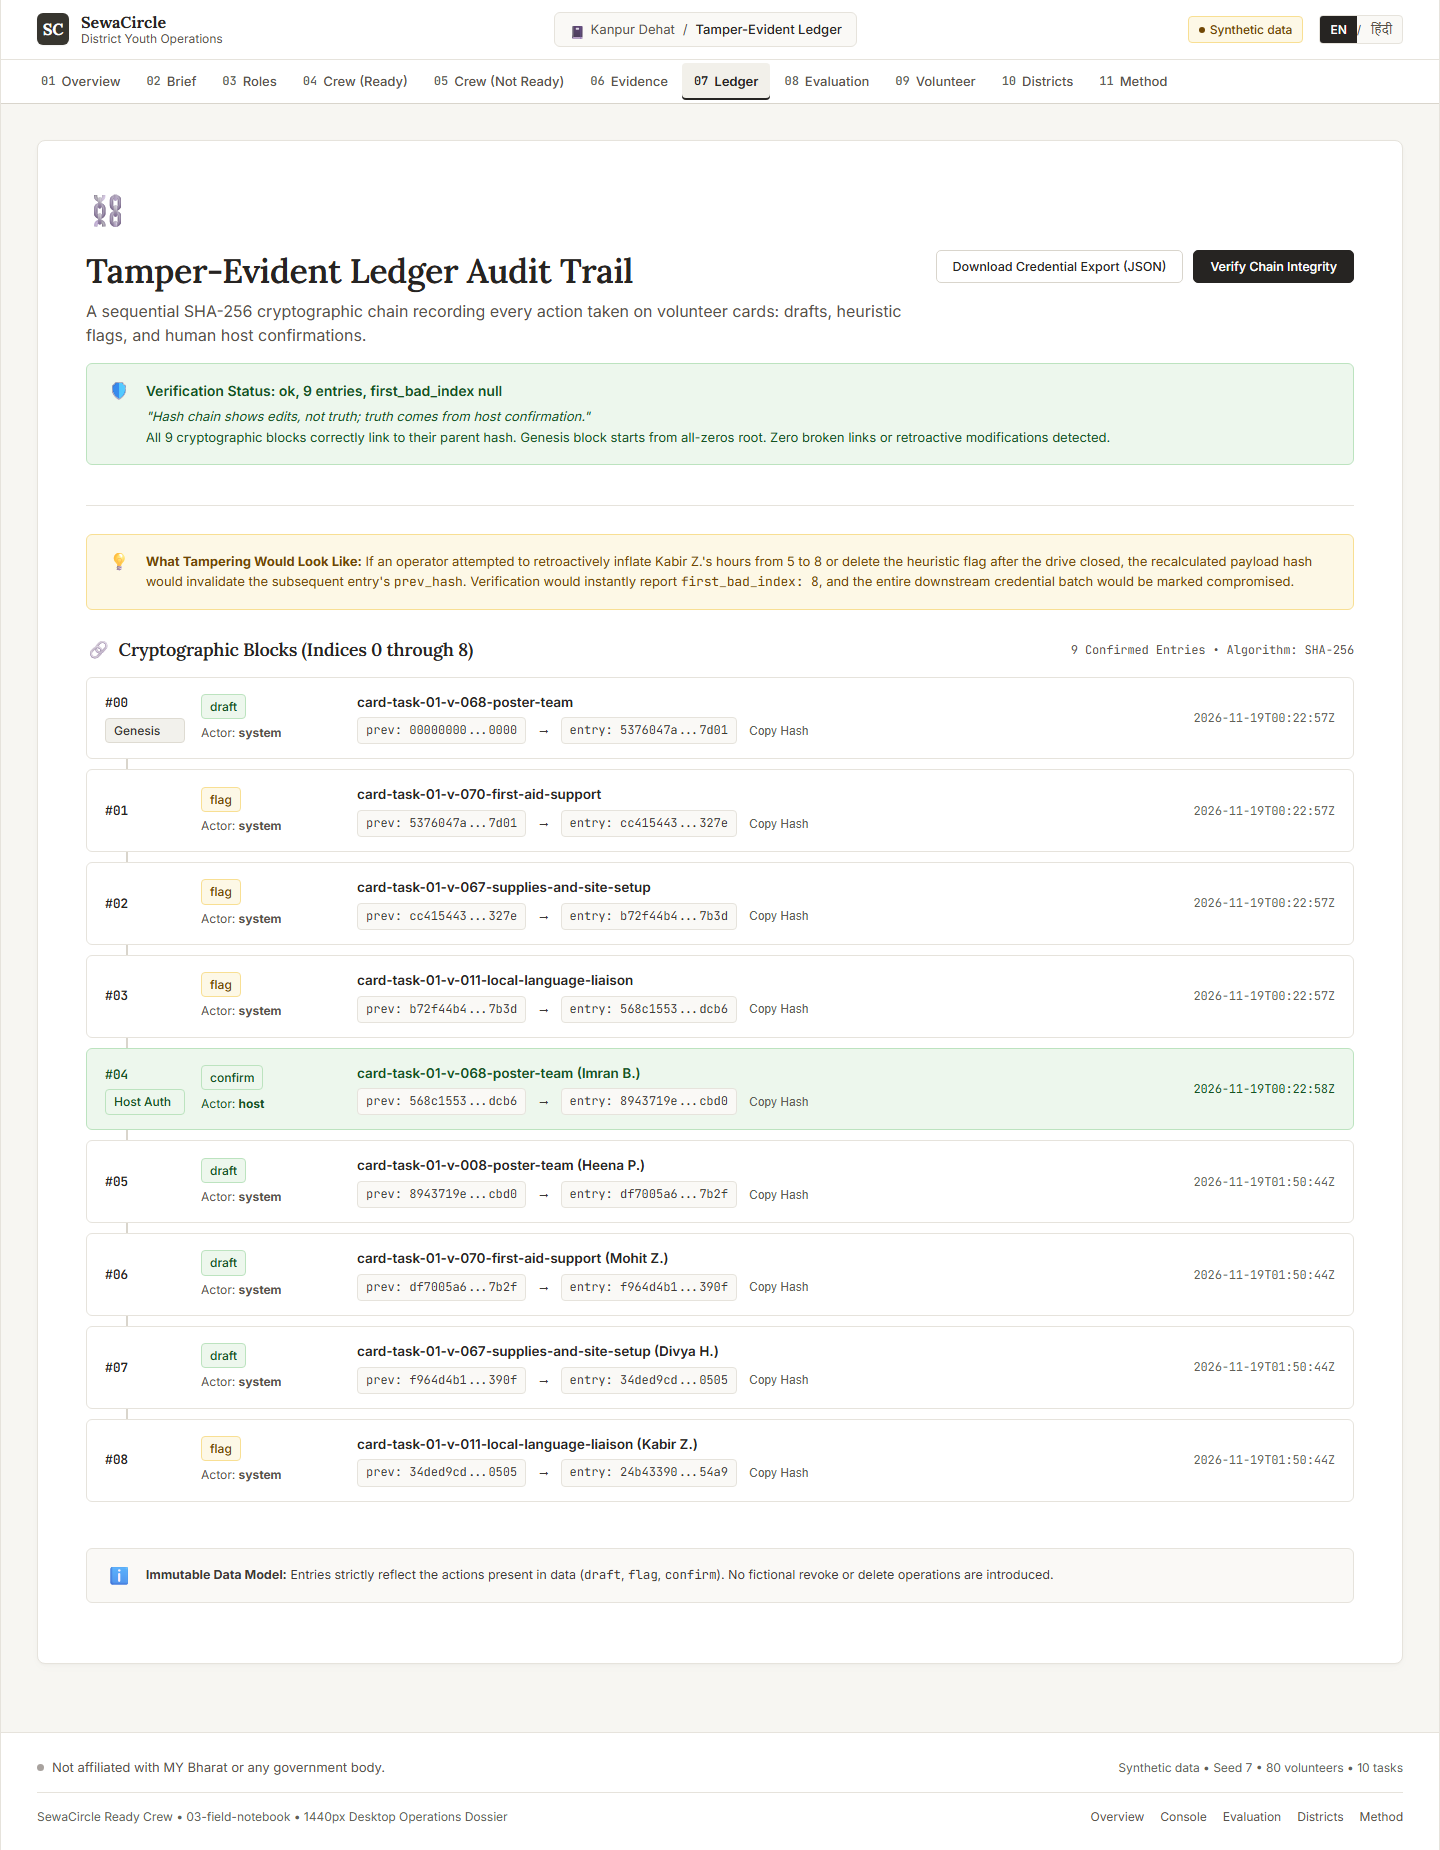 SC
SewaCircle
District Youth Operations
Kanpur Dehat / Tamper-Evident Ledger
Synthetic data
EN / हिंदी
01 Overview
02 Brief
03 Roles
04 Crew (Ready)
05 Crew (Not Ready)
06 Evidence
07 Ledger
08 Evaluation
09 Volunteer
10 Districts
11 Method
Tamper-Evident Ledger Audit Trail
Download Credential Export (JSON)
Verify Chain Integrity
A sequential SHA-256 cryptographic chain recording every action taken on volunteer cards: drafts, heuristic
flags, and human host confirmations.
Verification Status: ok, 9 entries, first_bad_index null
"Hash chain shows edits, not truth; truth comes from host confirmation."
All 9 cryptographic blocks correctly link to their parent hash. Genesis block starts from all-zeros root. Zero broken links or retroactive modifications detected.
What Tampering Would Look Like: If an operator attempted to retroactively inflate Kabir Z.'s hours from 5 to 8 or delete the heuristic flag after the drive closed, the recalculated payload hash
would invalidate the subsequent entry's prev_hash. Verification would instantly report first_bad_index: 8, and the entire downstream credential batch would be marked compromised.
Cryptographic Blocks (Indices 0 through 8)
9 Confirmed Entries • Algorithm: SHA-256
#00
Genesis
draft
Actor: system
card-task-01-v-068-poster-team
prev: 00000000...0000 → entry: 5376047a...7d01 Copy Hash
2026-11-19T00:22:57Z
#01
flag
Actor: system
card-task-01-v-070-first-aid-support
prev: 5376047a...7d01 → entry: cc415443...327e Copy Hash
2026-11-19T00:22:57Z
#02
flag
Actor: system
card-task-01-v-067-supplies-and-site-setup
prev: cc415443...327e → entry: b72f44b4...7b3d Copy Hash
2026-11-19T00:22:57Z
#03
flag
Actor: system
card-task-01-v-011-local-language-liaison
prev: b72f44b4...7b3d → entry: 568c1553...dcb6 Copy Hash
2026-11-19T00:22:57Z
#04
Host Auth
confirm
Actor: host
card-task-01-v-068-poster-team (Imran B.)
prev: 568c1553...dcb6 → entry: 8943719e...cbd0 Copy Hash
2026-11-19T00:22:58Z
#05
draft
Actor: system
card-task-01-v-008-poster-team (Heena P.)
prev: 8943719e...cbd0 → entry: df7005a6...7b2f Copy Hash
2026-11-19T01:50:44Z
#06
draft
Actor: system
card-task-01-v-070-first-aid-support (Mohit Z.)
prev: df7005a6...7b2f → entry: f964d4b1...390f Copy Hash
2026-11-19T01:50:44Z
#07
draft
Actor: system
card-task-01-v-067-supplies-and-site-setup (Divya H.)
prev: f964d4b1...390f → entry: 34ded9cd...0505 Copy Hash
2026-11-19T01:50:44Z
#08
flag
Actor: system
card-task-01-v-011-local-language-liaison (Kabir Z.)
prev: 34ded9cd...0505 → entry: 24b43390...54a9 Copy Hash
2026-11-19T01:50:44Z
Immutable Data Model: Entries strictly reflect the actions present in data (draft, flag, confirm). No fictional revoke or delete operations are introduced.
Not affiliated with MY Bharat or any government body.
Synthetic data • Seed 7 • 80 volunteers • 10 tasks
SewaCircle Ready Crew • 03-field-notebook • 1440px Desktop Operations Dossier
Overview Console Evaluation Districts Method